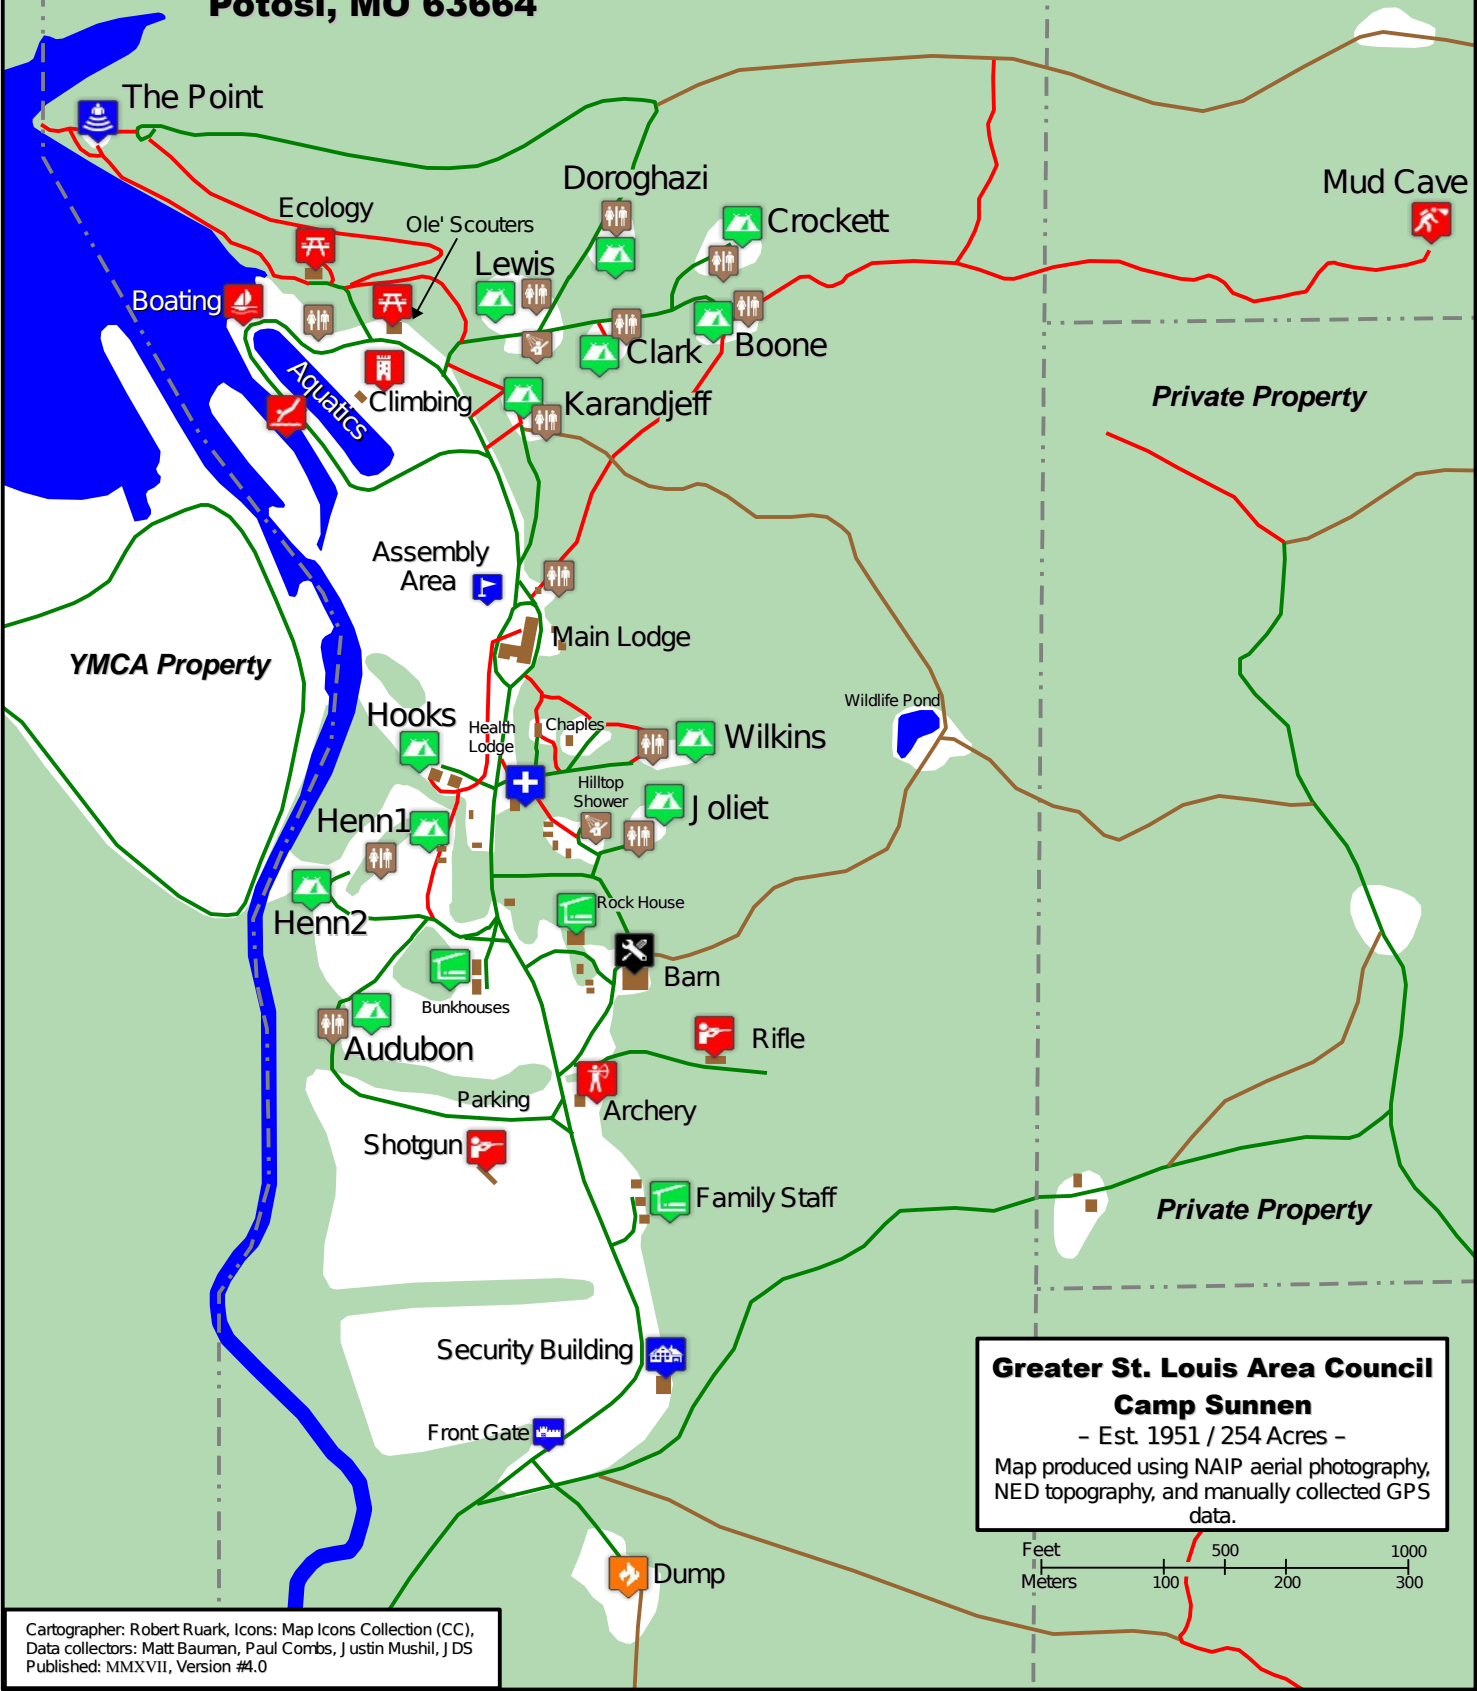 Potosi, MO 63664
The Point
Doroghazi
Mud Cave
Ecology
Ole' Scouters
Crockett
Lewis
Boating
Clark
Boone
Aquatics
Climbing
Karandjeff
Private Property
Assembly
Area
Main Lodge
YMCA Property
Hooks
Health
Lodge
Chaples
Wilkins
Wildlife Pond
Hilltop
Shower
Joliet
Henn1
Henn2
Rock House
Barn
Bunkhouses
Audubon
Rifle
Parking
Archery
Shotgun
Family Staff
Private Property
Security Building
Front Gate
Dump
Greater St. Louis Area Council
Camp Sunnen
– Est. 1951 / 254 Acres –
Map produced using NAIP aerial photography,
NED topography, and manually collected GPS
data.
Feet 500 1000
Meters 100 200 300
Cartographer: Robert Ruark, Icons: Map Icons Collection (CC),
Data collectors: Matt Bauman, Paul Combs, Justin Mushil, JDS
Published: MMXVII, Version #4.0